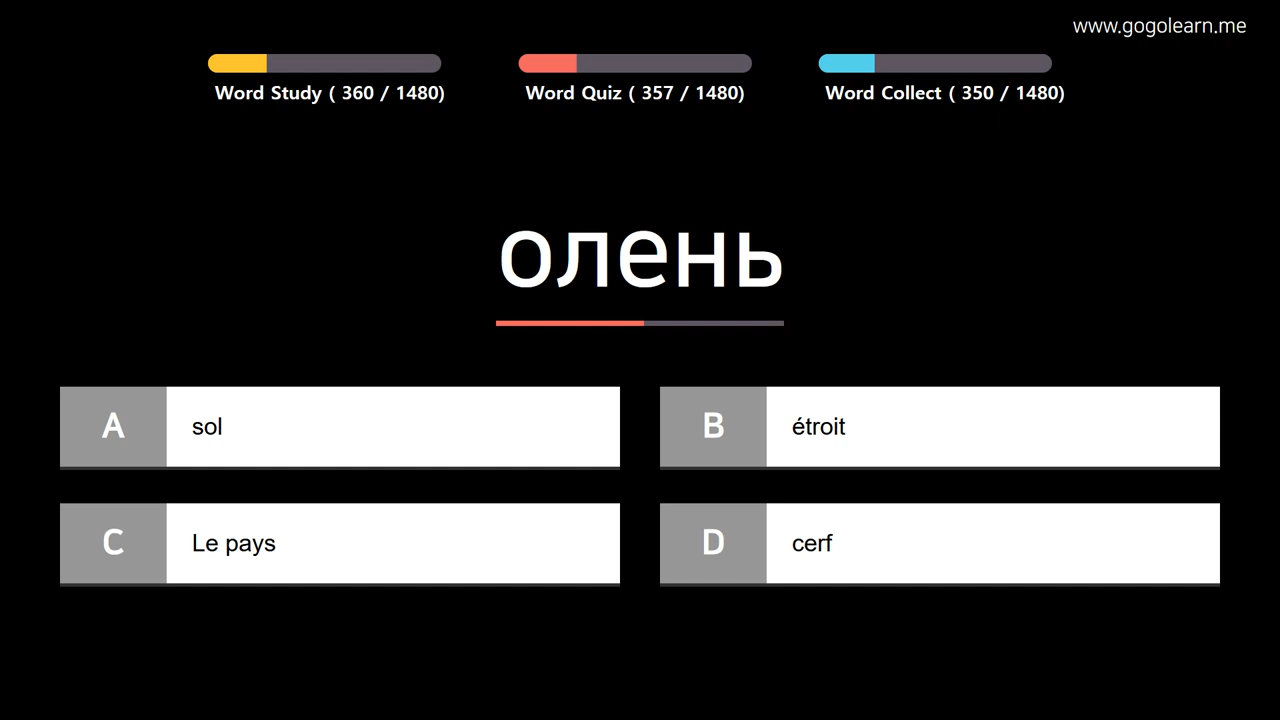 www.gogolearn.me
Word Study ( 360 / 1480)
Word Quiz ( 357 / 1480)
Word Collect ( 350 / 1480)
олень
A sol
B étroit
C Le pays
D cerf